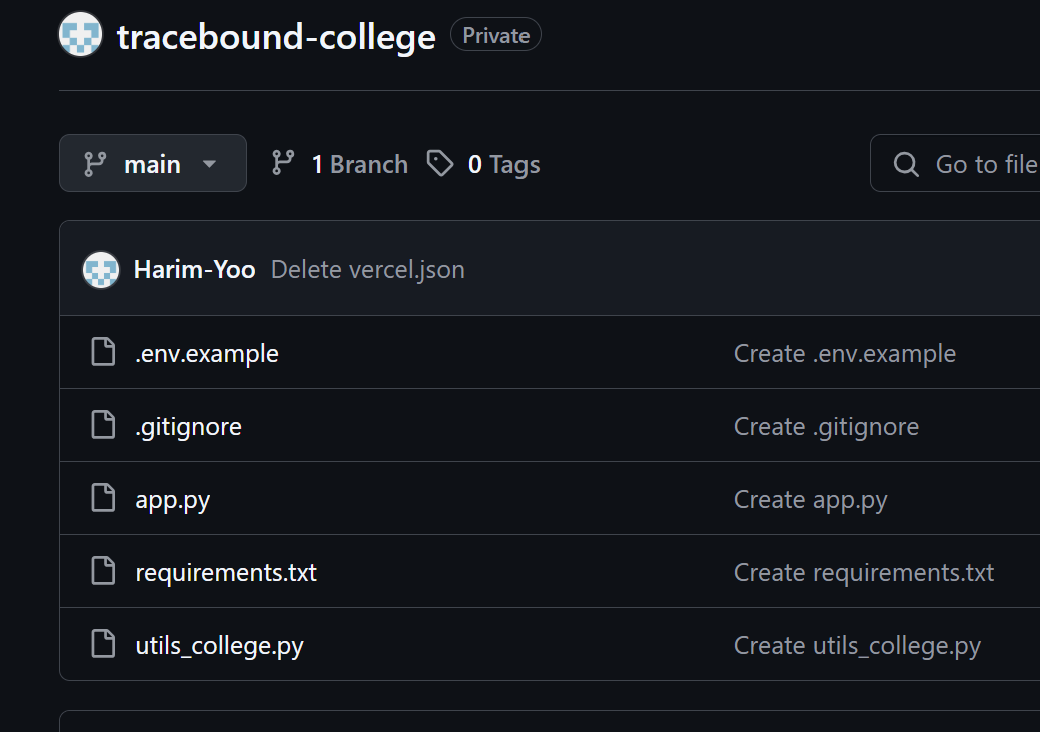 tracebound-college Private
main 1 Branch 0 Tags Go to file
Harim-Yoo Delete vercel.json
.env.example Create .env.example
.gitignore Create .gitignore
app.py Create app.py
requirements.txt Create requirements.txt
utils_college.py Create utils_college.py